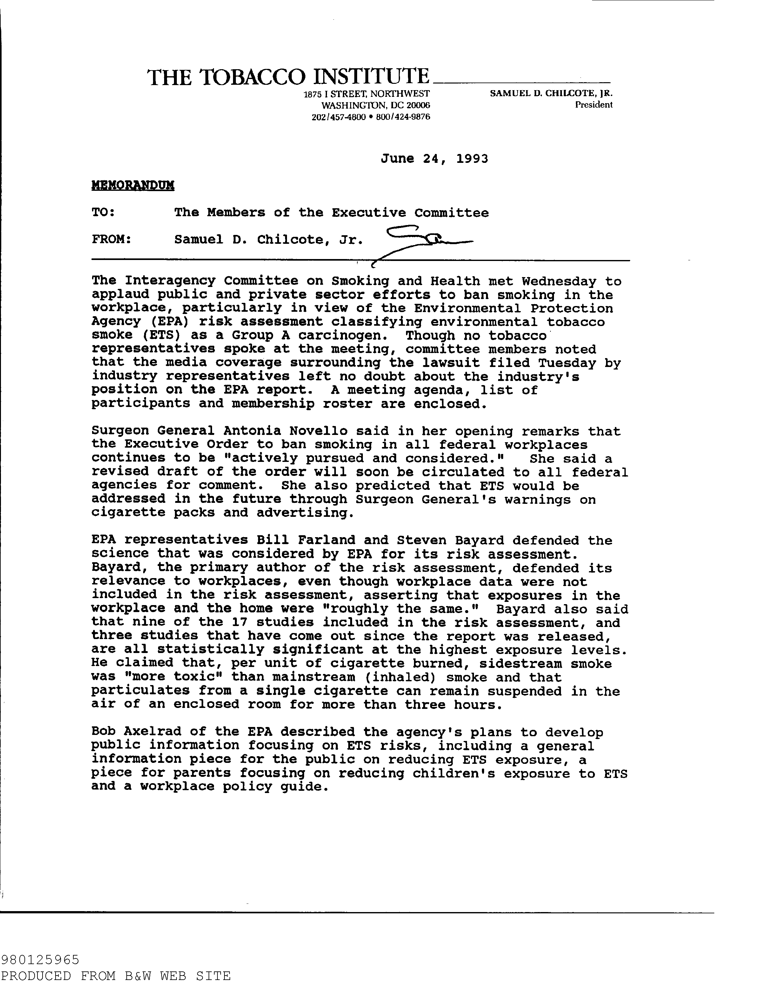 THE TOBACCO INSTITUTE
1875 I STREET, NORTHWEST
WASHINGTON, DC 20006
202/457-4800 • 800/424-9876
SAMUEL D. CHILCOTE, JR.
President
June 24, 1993
MEMORANDUM
TO: The Members of the Executive Committee
FROM: Samuel D. Chilcote, Jr.
The Interagency Committee on Smoking and Health met Wednesday to
applaud public and private sector efforts to ban smoking in the
workplace, particularly in view of the Environmental Protection
Agency (EPA) risk assessment classifying environmental tobacco
smoke (ETS) as a Group A carcinogen. Though no tobacco
representatives spoke at the meeting, committee members noted
that the media coverage surrounding the lawsuit filed Tuesday by
industry representatives left no doubt about the industry's
position on the EPA report. A meeting agenda, list of
participants and membership roster are enclosed.
Surgeon General Antonia Novello said in her opening remarks that
the Executive Order to ban smoking in all federal workplaces
continues to be "actively pursued and considered." She said a
revised draft of the order will soon be circulated to all federal
agencies for comment. She also predicted that ETS would be
addressed in the future through Surgeon General's warnings on
cigarette packs and advertising.
EPA representatives Bill Farland and Steven Bayard defended the
science that was considered by EPA for its risk assessment.
Bayard, the primary author of the risk assessment, defended its
relevance to workplaces, even though workplace data were not
included in the risk assessment, asserting that exposures in the
workplace and the home were "roughly the same." Bayard also said
that nine of the 17 studies included in the risk assessment, and
three studies that have come out since the report was released,
are all statistically significant at the highest exposure levels.
He claimed that, per unit of cigarette burned, sidestream smoke
was "more toxic" than mainstream (inhaled) smoke and that
particulates from a single cigarette can remain suspended in the
air of an enclosed room for more than three hours.
Bob Axelrad of the EPA described the agency's plans to develop
public information focusing on ETS risks, including a general
information piece for the public on reducing ETS exposure, a
piece for parents focusing on reducing children's exposure to ETS
and a workplace policy guide.
980125965
PRODUCED FROM B&W WEB SITE